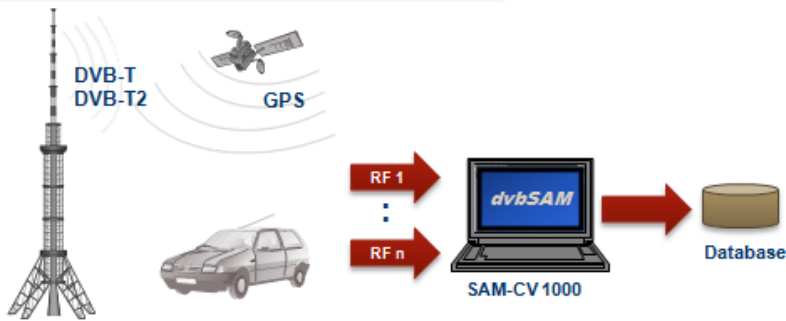 DVB-T
DVB-T2
GPS
RF 1
:
RF n
dvbSAM
SAM-CV 1000
Database